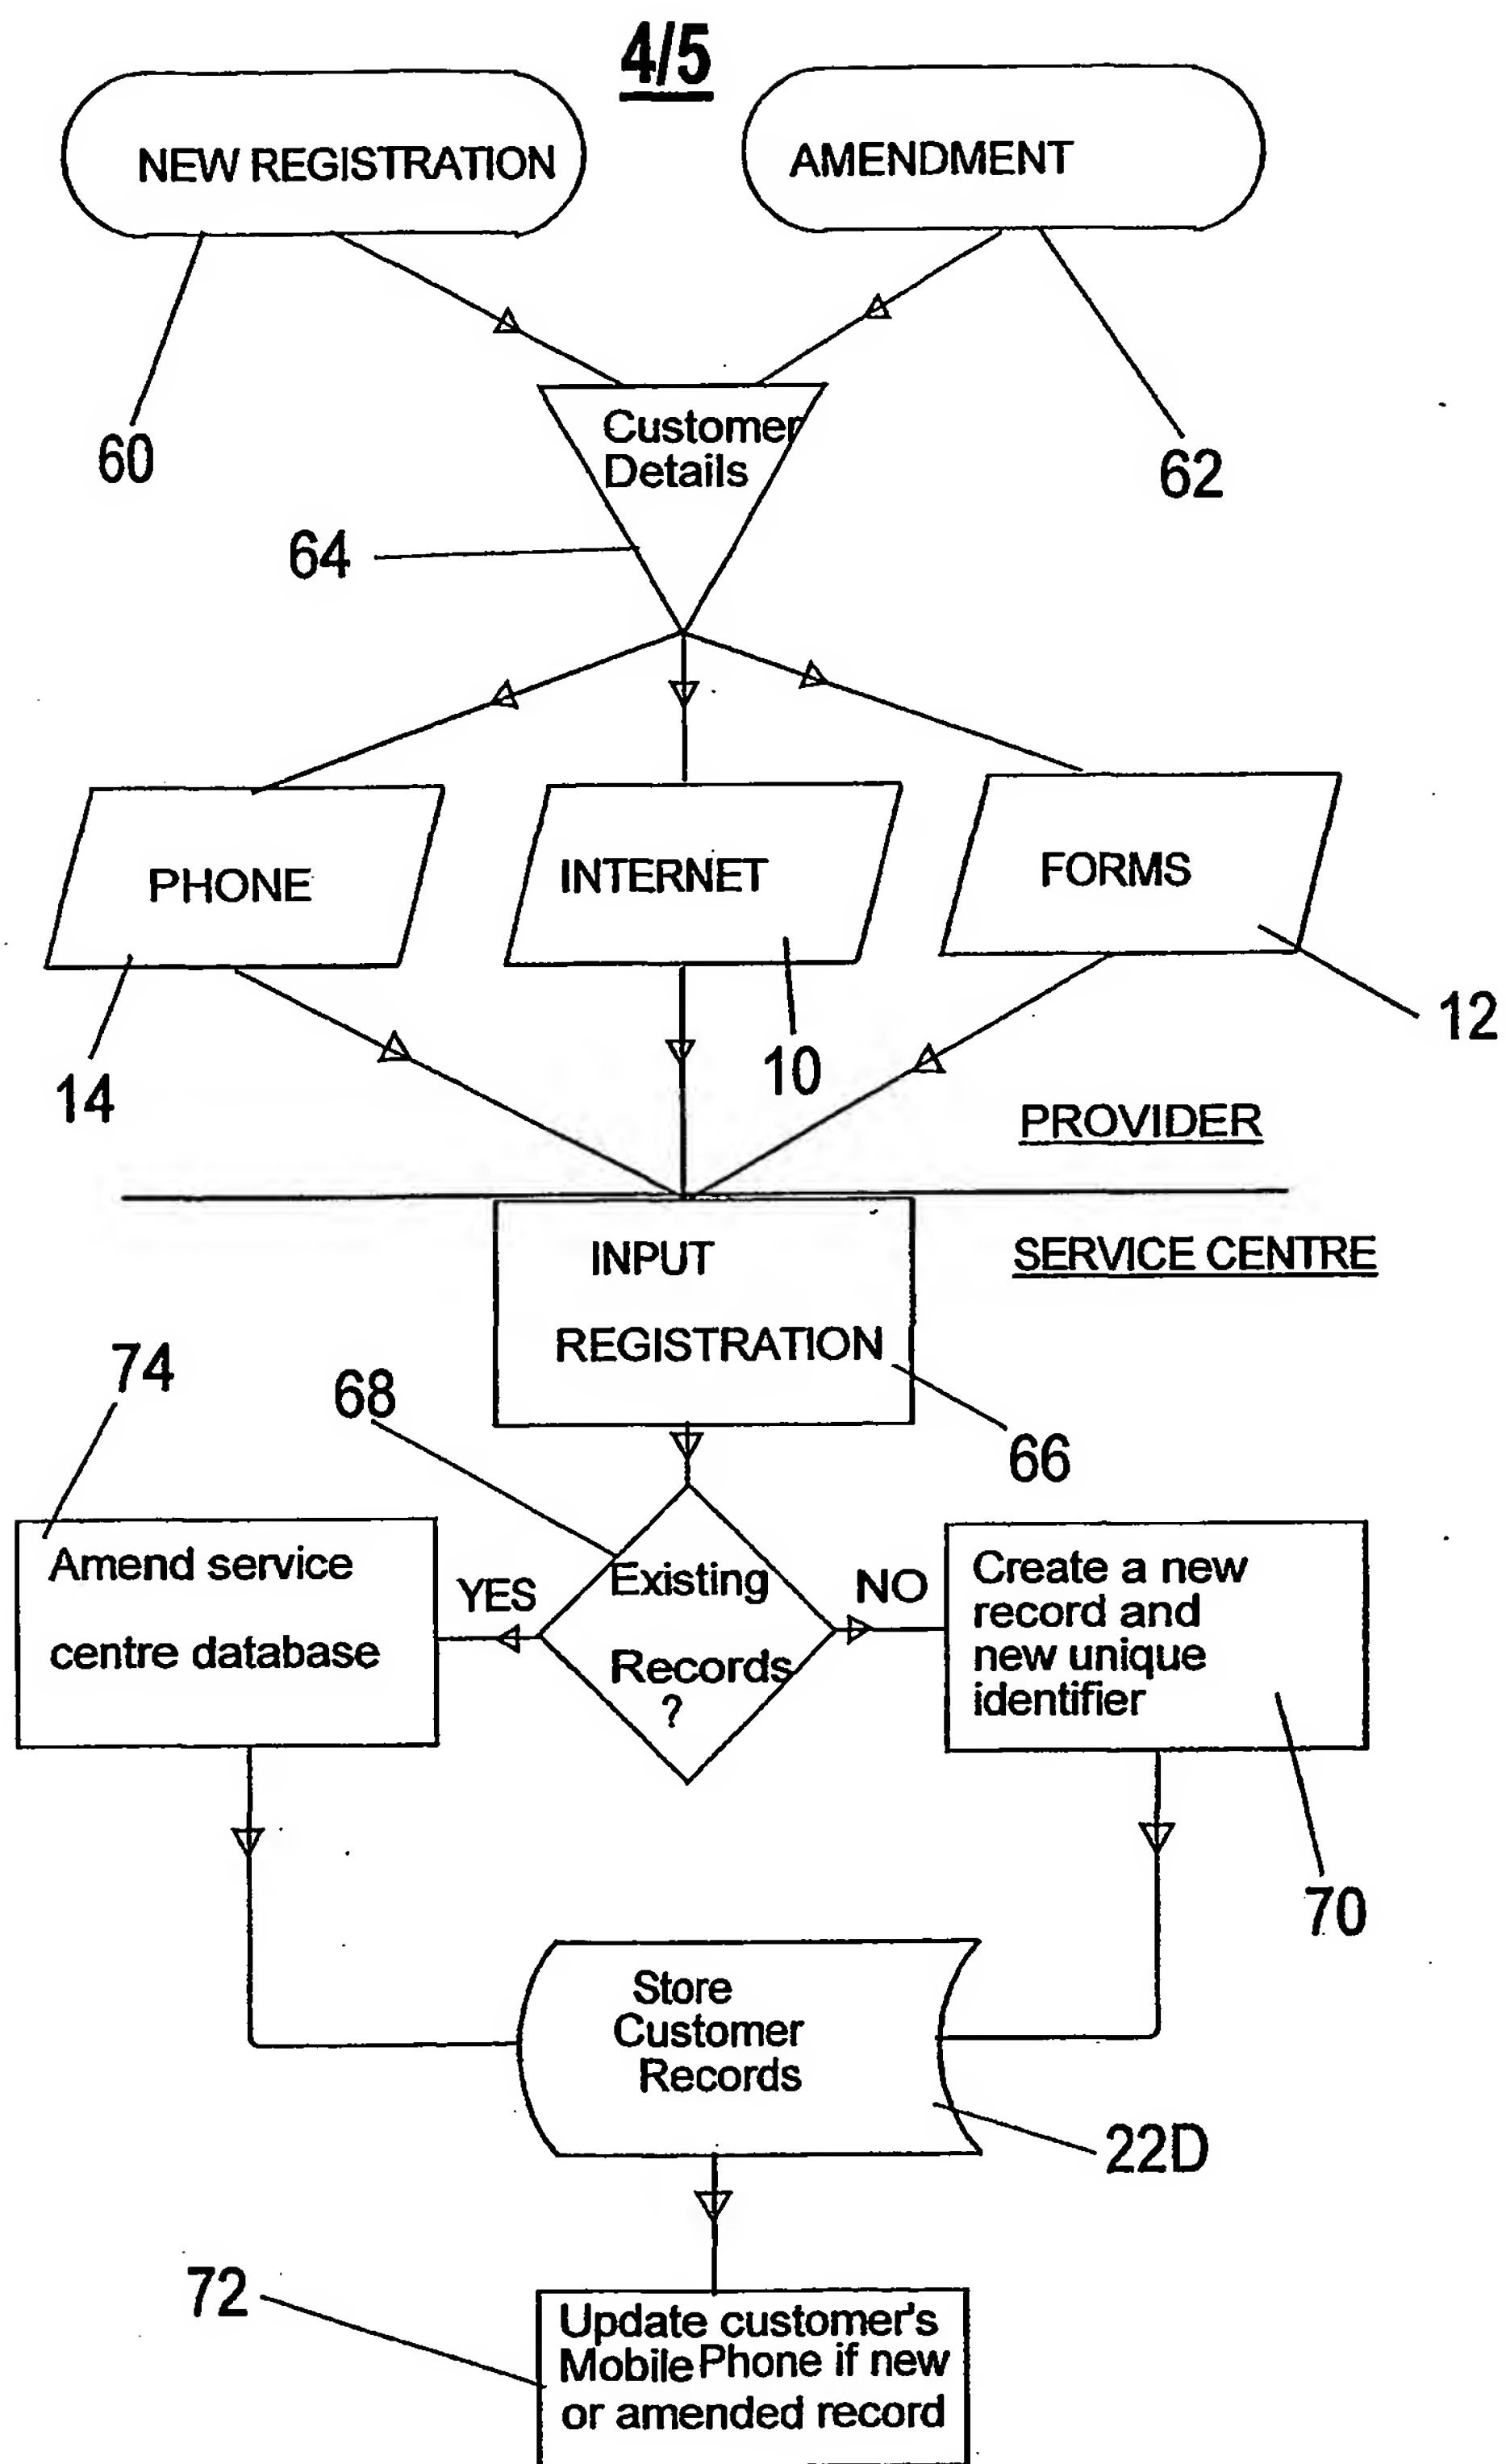 4/5
NEW REGISTRATION
AMENDMENT
60
62
Customer
Details
64
PHONE
INTERNET
FORMS
14
10
12
PROVIDER
SERVICE CENTRE
INPUT
REGISTRATION
66
74
68
Amend service
centre database
YES
Existing
Records
?
NO
Create a new
record and
new unique
identifier
70
Store
Customer
Records
22D
72
Update customer's
Mobile Phone if new
or amended record